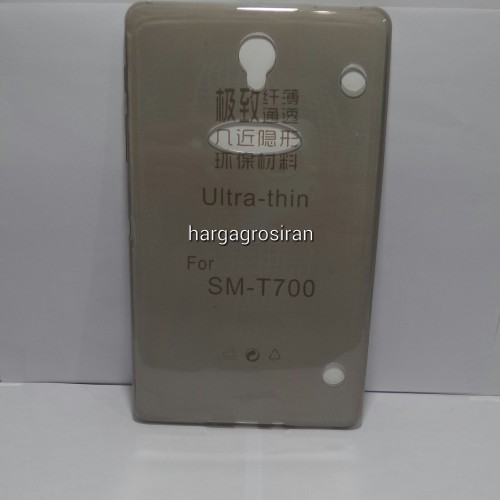 极致纤薄
通透
几近隐形
环保材料
Ultra-thin
hargagrosiran
For
SM-T700